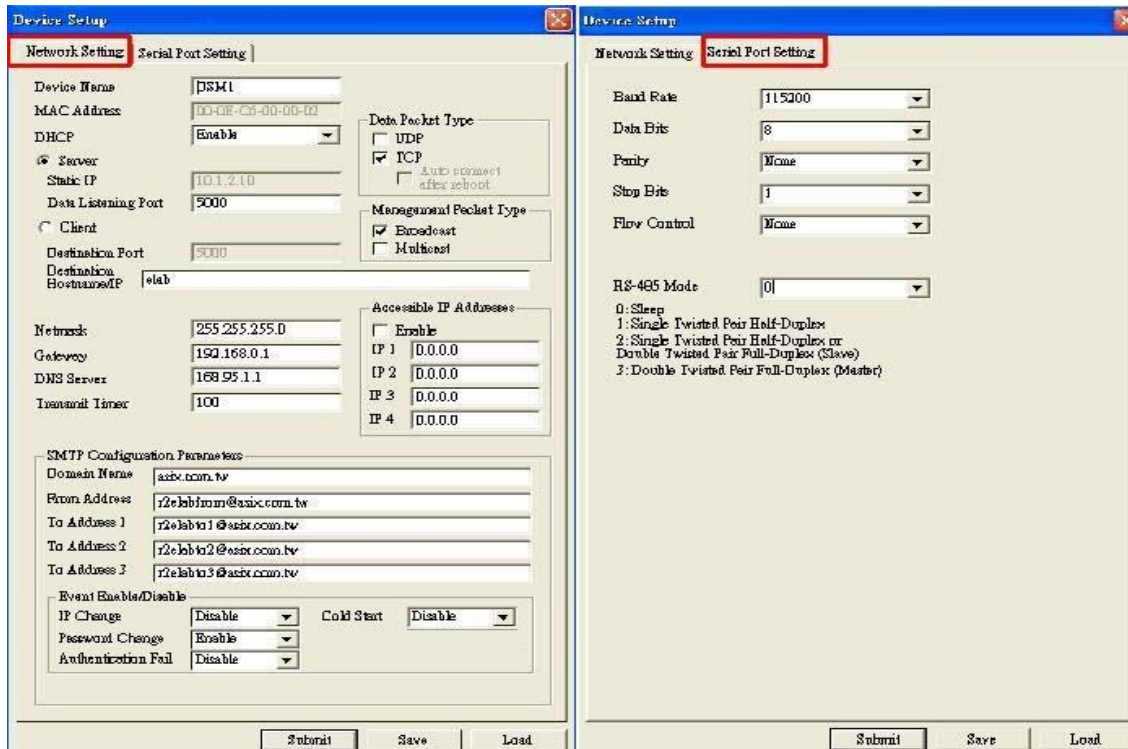 Device Setup
Network Setting
Serial Port Setting
Device Name
DSM1
MAC Address
DHCP
Enable
Server
Static IP
10.1.2.10
Data Listening Port
5000
Client
Destination Port
5000
Destination
Hostname/IP
elab
Data Packet Type
UDP
TCP
Auto connect
after reboot
Management Packet Type
Broadcast
Multicast
Netmask
255.255.255.0
Gateway
192.168.0.1
DNS Server
168.95.1.1
Transmit Timer
100
Accessible IP Addresses
Enable
IP 1
0.0.0.0
IP 2
0.0.0.0
IP 3
0.0.0.0
IP 4
0.0.0.0
SMTP Configuration Parameters
Domain Name
asix.com.tw
From Address
r2elabfrom@asix.com.tw
To Address 1
r2elabto1@asix.com.tw
To Address 2
r2elabto2@asix.com.tw
To Address 3
r2elabto3@asix.com.tw
Event Enable/Disable
IP Change
Disable
Cold Start
Disable
Password Change
Enable
Authentication Fail
Disable
Submit
Save
Load
Device Setup
Network Setting
Serial Port Setting
Baud Rate
115200
Data Bits
8
Parity
None
Stop Bits
1
Flow Control
None
RS-485 Mode
0
0:Sleep
1:Single Twisted Pair Half-Duplex
2:Single Twisted Pair Half-Duplex or
Double Twisted Pair Full-Duplex (Slave)
3:Double Twisted Pair Full-Duplex (Master)
Submit
Save
Load